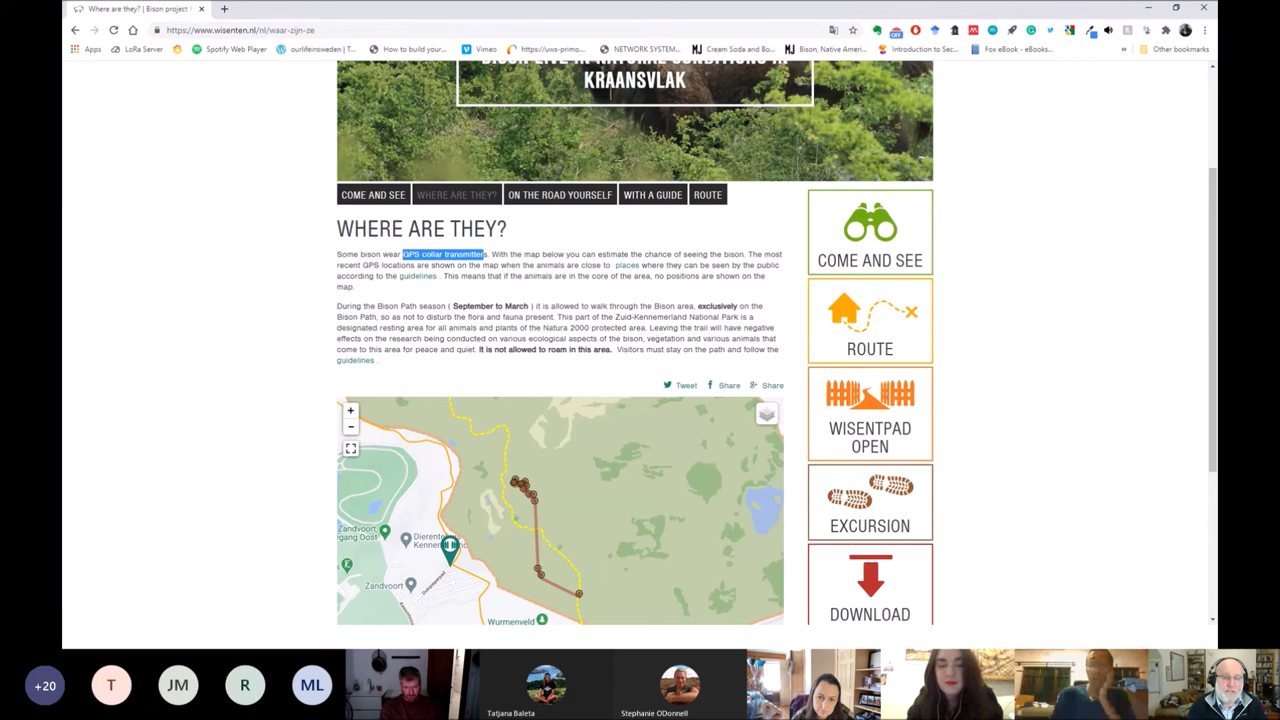 Where are they? | Bison project
https://www.wisenten.nl/nl/waar-zijn-ze
Apps
LoRa Server
Spotify Web Player
ourlifeinsweden | T...
How to build your...
Vimeo
https://uws-primo...
NETWORK SYSTEM...
Cream Soda and Bo...
Bison, Native Ameri...
Introduction to Sec...
Fox eBook - eBooks...
Other bookmarks
BISON LIVE IN NATURAL CONDITIONS IN
KRAANSVLAK
COME AND SEE
WHERE ARE THEY?
ON THE ROAD YOURSELF
WITH A GUIDE
ROUTE
WHERE ARE THEY?
Some bison wear GPS collar transmitters. With the map below you can estimate the chance of seeing the bison. The most
recent GPS locations are shown on the map when the animals are close to places where they can be seen by the public
according to the guidelines . This means that if the animals are in the core of the area, no positions are shown on the
map.
During the Bison Path season ( September to March ) it is allowed to walk through the Bison area, exclusively on the
Bison Path, so as not to disturb the flora and fauna present. This part of the Zuid-Kennemerland National Park is a
designated resting area for all animals and plants of the Natura 2000 protected area. Leaving the trail will have negative
effects on the research being conducted on various ecological aspects of the bison, vegetation and various animals that
come to this area for peace and quiet. It is not allowed to roam in this area. Visitors must stay on the path and follow the
guidelines .
Tweet
Share
Share
+
−
Zandvoort,
Zandvoort
Wurmenveld
COME AND SEE
ROUTE
WISENTPAD
OPEN
EXCURSION
DOWNLOAD
+20
T
JM
R
ML
Tatjana Baleta
Stephanie ODonnell